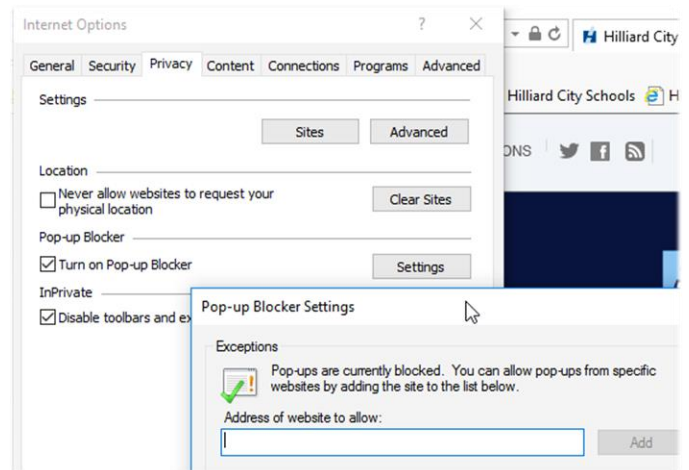 Internet Options
Hilliard City
General Security Privacy Content Connections Programs Advanced
Hilliard City Schools
Settings
Sites Advanced
ONS
Location
Never allow websites to request your
physical location
Clear Sites
Pop-up Blocker
Turn on Pop-up Blocker
Settings
InPrivate
Disable toolbars and ex
Pop-up Blocker Settings
Exceptions
Pop-ups are currently blocked. You can allow pop-ups from specific
websites by adding the site to the list below.
Address of website to allow:
Add